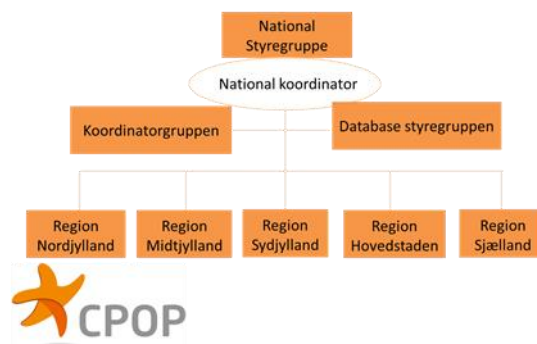 National
Styregruppe
National koordinator
Koordinatorgruppen
Database styregruppen
Region
Nordjylland
Region
Midtjylland
Region
Sydjylland
Region
Hovedstaden
Region
Sjælland
CPOP